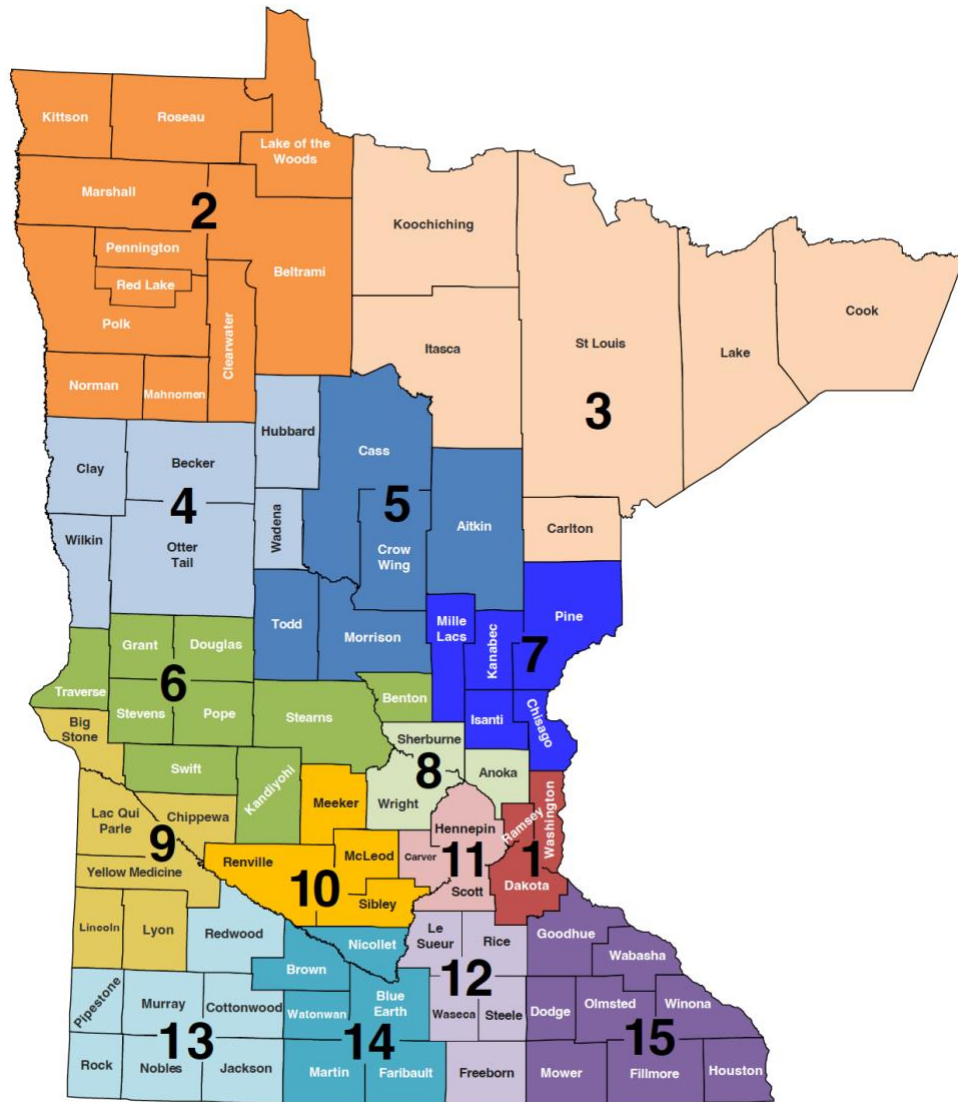 Kittson
Roseau
Lake of the
Woods
Marshall
2
Koochiching
Pennington
Beltrami
Red Lake
Cook
Polk
Clearwater
St Louis
Itasca
Lake
Norman
Mahnomen
3
Hubbard
Cass
Becker
Clay
4
5
Wadena
Aitkin
Carlton
Wilkin
Otter
Tail
Crow
Wing
Mille
Lacs
Pine
Todd
Morrison
Kanabec
Grant
Douglas
7
6
Traverse
Benton
Stevens
Pope
Stearns
Isanti
Chisago
Big
Stone
Sherburne
Swift
Kandiyohi
8
Anoka
Meeker
Wright
Washington
Lac Qui
Parle
Chippewa
Ramsey
Hennepin
9
Renville
McLeod
Carver
11
1
Yellow Medicine
10
Scott
Dakota
Sibley
Lincoln
Lyon
Redwood
Le
Sueur
Rice
Goodhue
Nicollet
Wabasha
Brown
12
Pipestone
Murray
Cottonwood
Watonwan
Blue
Earth
Waseca
Steele
Dodge
Olmsted
Winona
13
14
15
Rock
Nobles
Jackson
Martin
Faribault
Freeborn
Mower
Fillmore
Houston